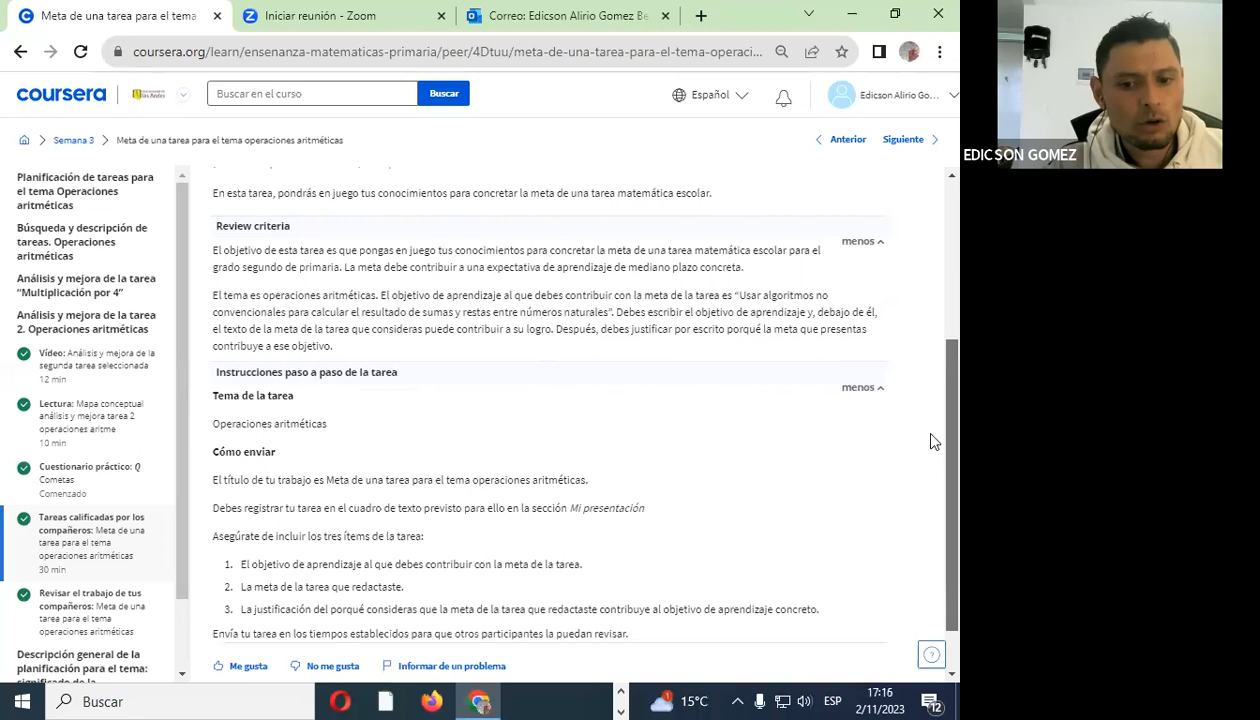 Meta de una tarea para el tema
Iniciar reunión - Zoom
Correo: Edicson Alirio Gomez Be
coursera.org/learn/ensenanza-matematicas-primaria/peer/4Dtuu/meta-de-una-tarea-para-el-tema-operaci...
coursera
Buscar en el curso
Buscar
Español
Edicson Alirio Go...
Semana 3
Meta de una tarea para el tema operaciones aritméticas
Anterior
Siguiente
Planificación de tareas para
el tema Operaciones
aritméticas
Búsqueda y descripción de
tareas. Operaciones
aritméticas
Análisis y mejora de la tarea
“Multiplicación por 4”
Análisis y mejora de la tarea
2. Operaciones aritméticas
Vídeo: Análisis y mejora de la
segunda tarea seleccionada
12 min
Lectura: Mapa conceptual
análisis y mejora tarea 2
operaciones aritme
10 min
Cuestionario práctico: Q
Cometas
Comenzado
Tareas calificadas por los
compañeros: Meta de una
tarea para el tema
operaciones aritméticas
30 min
Revisar el trabajo de tus
compañeros: Meta de una
tarea para el tema
operaciones aritméticas
Descripción general de la
planificación para el tema:
En esta tarea, pondrás en juego tus conocimientos para concretar la meta de una tarea matemática escolar.
Review criteria
menos
El objetivo de esta tarea es que pongas en juego tus conocimientos para concretar la meta de una tarea matemática escolar para el
grado segundo de primaria. La meta debe contribuir a una expectativa de aprendizaje de mediano plazo concreta.
El tema es operaciones aritméticas. El objetivo de aprendizaje al que debes contribuir con la meta de la tarea es “Usar algoritmos no
convencionales para calcular el resultado de sumas y restas entre números naturales”. Debes escribir el objetivo de aprendizaje y, debajo de él,
el texto de la meta de la tarea que consideras puede contribuir a su logro. Después, debes justificar por escrito porqué la meta que presentas
contribuye a ese objetivo.
Instrucciones paso a paso de la tarea
menos
Tema de la tarea
Operaciones aritméticas
Cómo enviar
El título de tu trabajo es Meta de una tarea para el tema operaciones aritméticas.
Debes registrar tu tarea en el cuadro de texto previsto para ello en la sección Mi presentación
Asegúrate de incluir los tres ítems de la tarea:
1. El objetivo de aprendizaje al que debes contribuir con la meta de la tarea.
2. La meta de la tarea que redactaste.
3. La justificación del porqué consideras que la meta de la tarea que redactaste contribuye al objetivo de aprendizaje concreto.
Envía tu tarea en los tiempos establecidos para que otros participantes la puedan revisar.
Me gusta
No me gusta
Informar de un problema
EDICSON GOMEZ
Buscar
15°C
ESP
17:16
2/11/2023
12